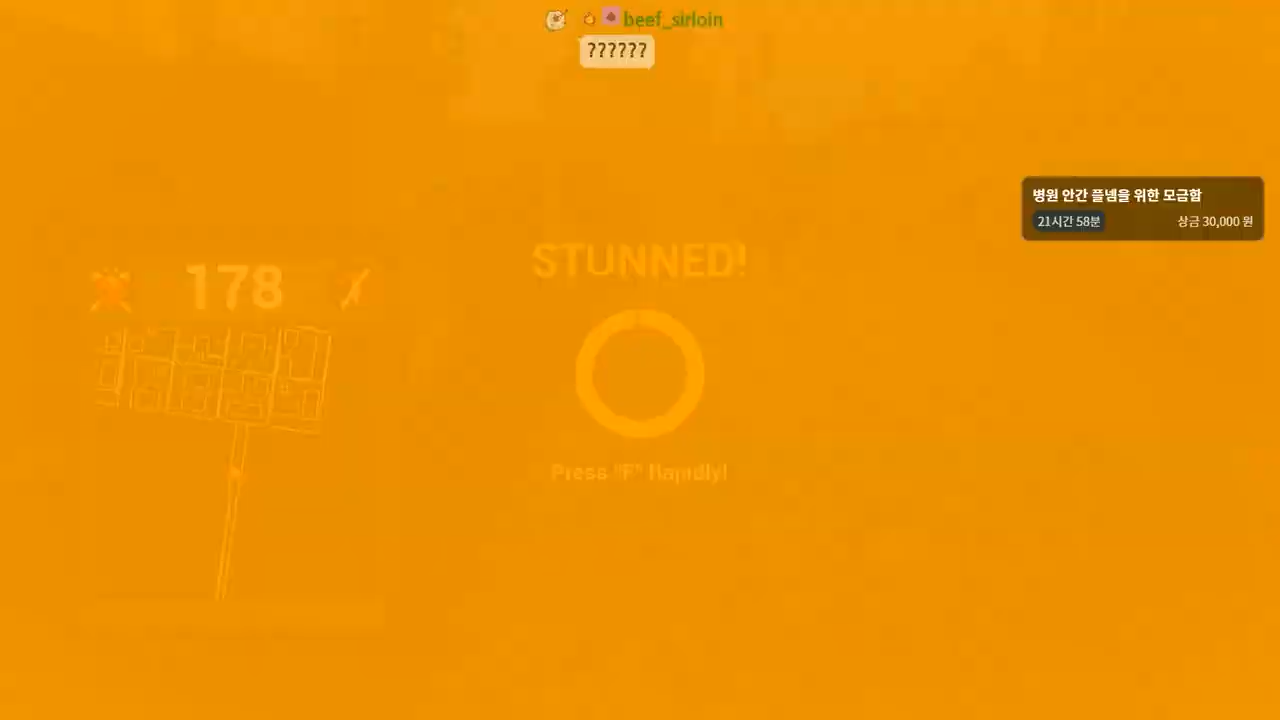 beef_sirloin
??????
병원 안간 플넴을 위한 모금함
21시간 58분
상금 30,000 원
STUNNED!
178
Press "F" Rapidly!